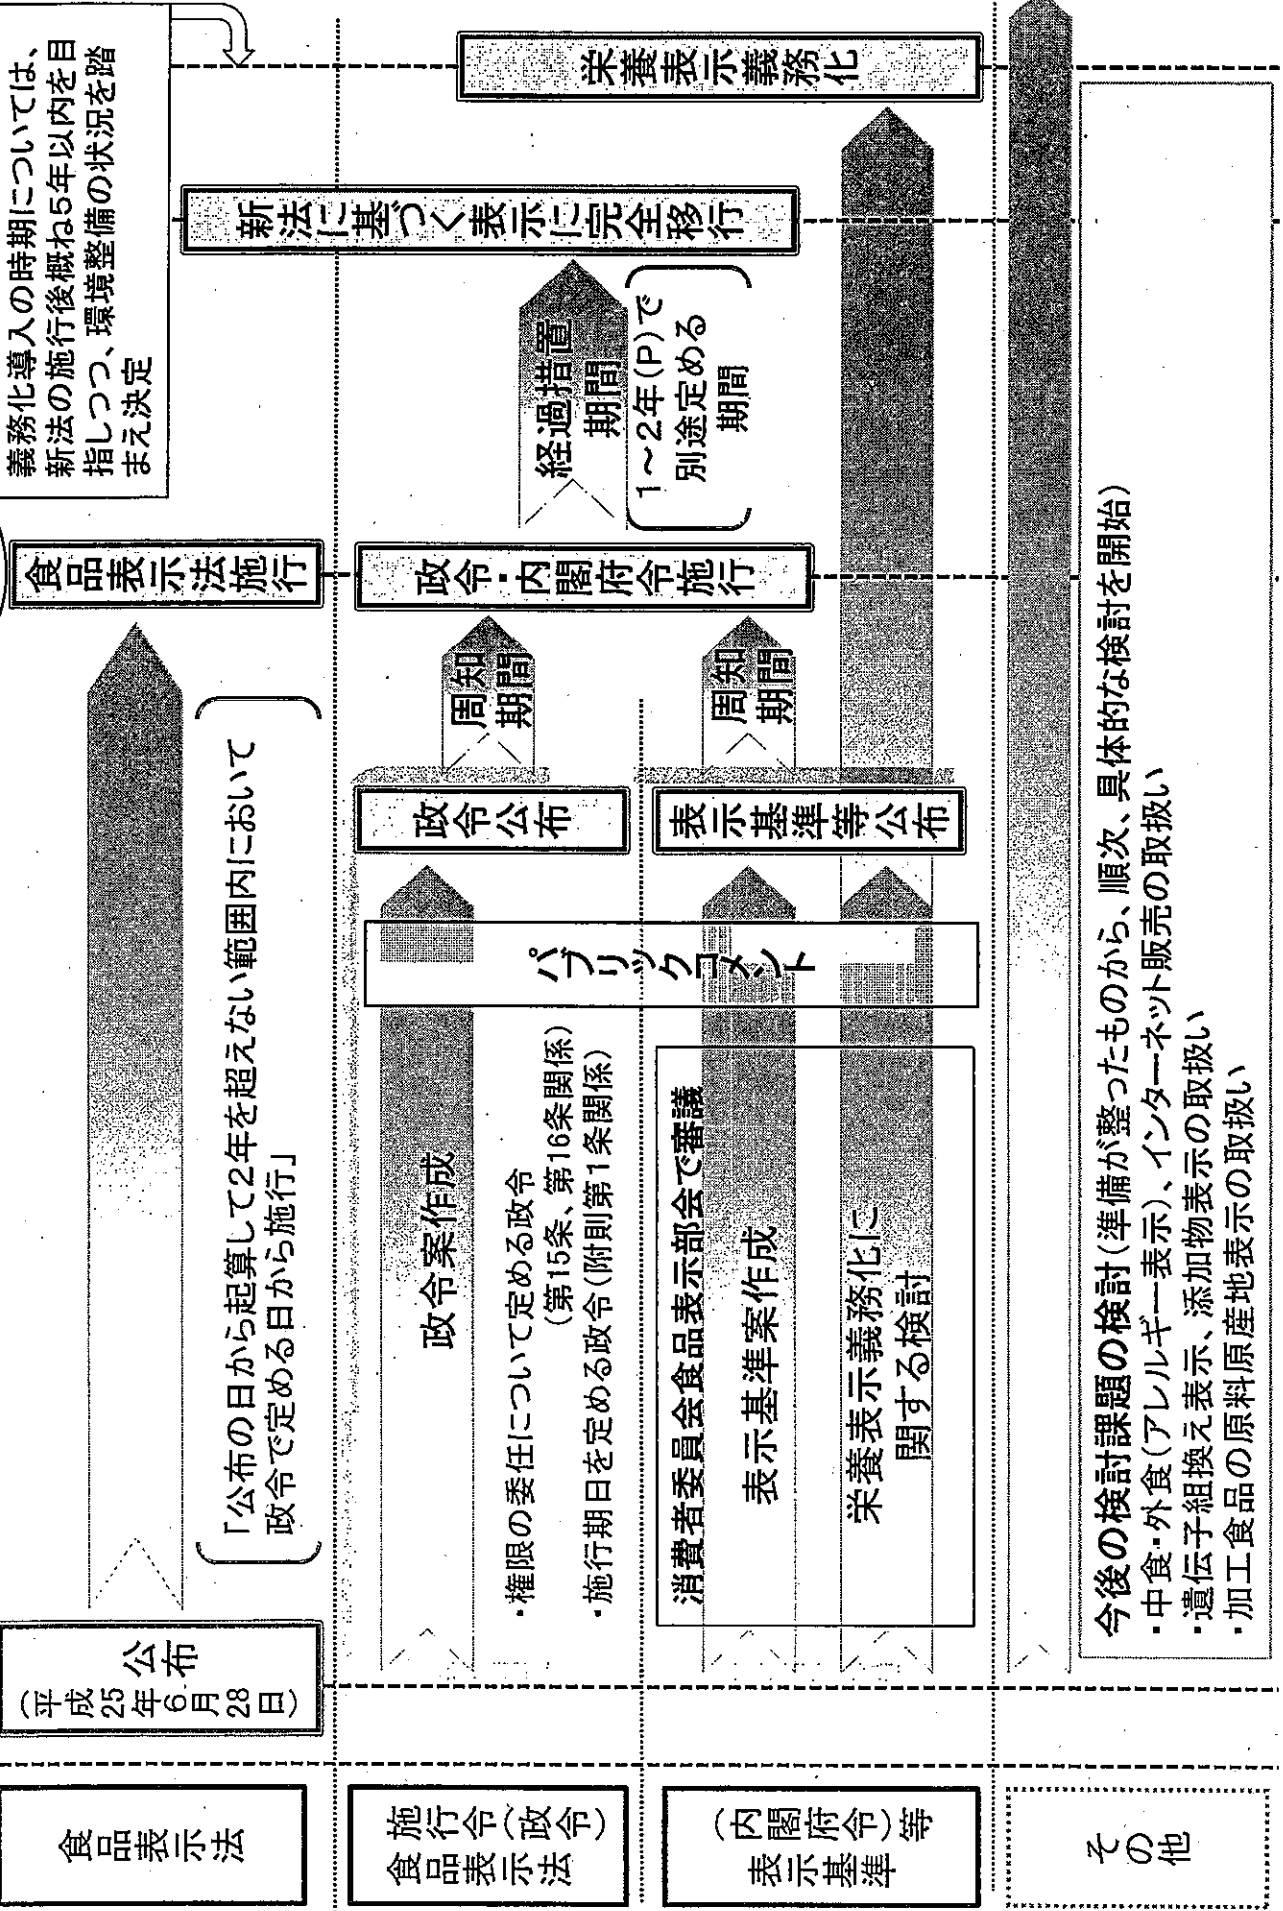 義務化導入の時期については、
新法の施行後概ね5年以内を目
指しつつ、環境整備の状況を踏
まえ決定
食品表示法
公布
(平成25年6月28日)
「公布の日から起算して2年を超えない範囲内において
政令で定める日から施行」
食品表示法施行
新法に基づく表示に完全移行
栄養表示義務化
食品表示法
施行令(政令)
政令案作成
・権限の委任について定める政令
(第15条、第16条関係)
・施行期日を定める政令(附則第1条関係)
パブリックコメント
政令公布
周知
期間
政令・内閣府令施行
経過措置
期間
1～2年(P)で
別途定める
期間
表示基準
(内閣府令)等
消費者委員会食品表示部会で審議
表示基準案作成
栄養表示義務化に
関する検討
表示基準等公布
周知
期間
その他
今後の検討課題の検討(準備が整ったものから、順次、具体的な検討を開始)
・中食・外食(アレルギー表示)、インターネット販売の取扱い
・遺伝子組換え表示、添加物表示の取扱い
・加工食品の原料原産地表示の取扱い